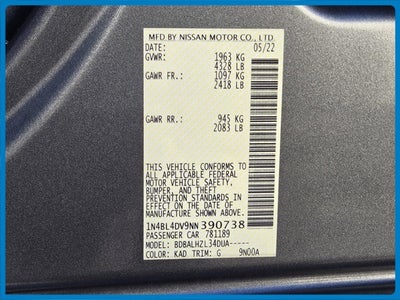 MFD BY NISSAN MOTOR CO., LTD.
DATE: 05/22
GVWR: 1963 KG
4328 LB
GAWR FR: 1097 KG
2418 LB
GAWR RR: 945 KG
2083 LB
THIS VEHICLE CONFORMS TO
ALL APPLICABLE FEDERAL
MOTOR VEHICLE SAFETY,
BUMPER, AND THEFT PREVENTION
STANDARDS IN EFFECT ON THE
DATE OF MANUFACTURE SHOWN
ABOVE.
1N4BL4DV9NN390738
PASSENGER CAR 781189
MODEL: BDBALHZL34DUA-----
COLOR: KAD TRIM: G 9N00A